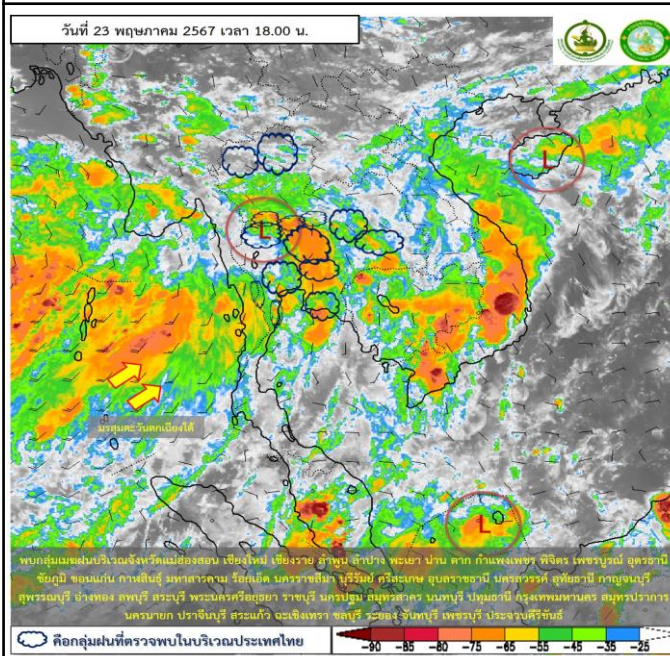 วันที่ 23 พฤษภาคม 2567 เวลา 18.00 น.
L
L
มรสุมตะวันตกเฉียงใต้
L
พบกลุ่มเมฆฝนบริเวณจังหวัดแม่ฮ่องสอน เชียงใหม่ เชียงราย ลำพูน ลำปาง พะเยา น่าน ตาก กำแพงเพชร พิจิตร เพชรบูรณ์ อุดรธานี
ชัยภูมิ ขอนแก่น กาฬสินธุ์ มหาสารคาม ร้อยเอ็ด นครราชสีมา บุรีรัมย์ ศรีสะเกษ อุบลราชธานี นครสวรรค์ อุทัยธานี กาญจนบุรี
สุพรรณบุรี อ่างทอง ลพบุรี สระบุรี พระนครศรีอยุธยา ราชบุรี นครปฐม สมุทรสาคร นนทบุรี ปทุมธานี กรุงเทพมหานคร สมุทรปราการ
นครนายก ปราจีนบุรี สระแก้ว ฉะเชิงเทรา ชลบุรี ระยอง จันทบุรี เพชรบุรี ประจวบคีรีขันธ์
คือกลุ่มฝนที่ตรวจพบในบริเวณประเทศไทย
-90 -85 -80 -75 -65 -55 -45 -35 -25